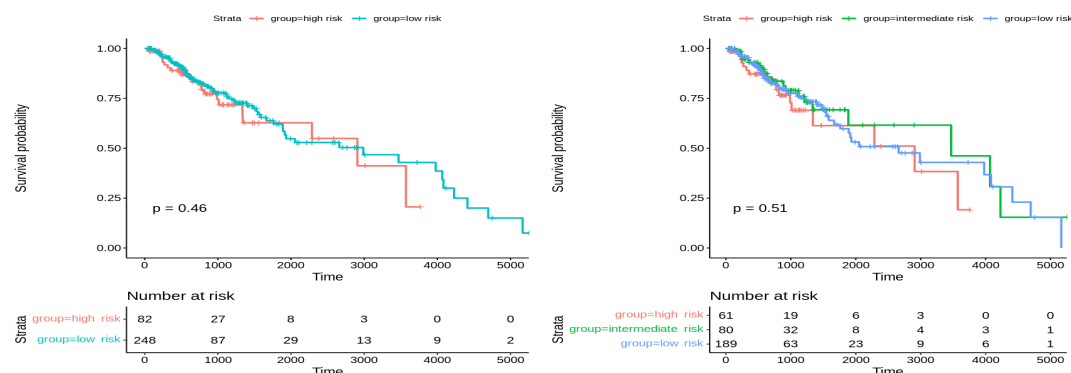 Strata group=high risk group=low risk
Survival probability
1.00
0.75
0.50
0.25
0.00
p = 0.46
0 1000 2000 3000 4000 5000
Time
Number at risk
Strata
group=high risk 82 27 8 3 0 0
group=low risk 248 87 29 13 9 2
0 1000 2000 3000 4000 5000
Time
Strata group=high risk group=intermediate risk group=low risk
Survival probability
1.00
0.75
0.50
0.25
0.00
p = 0.51
0 1000 2000 3000 4000 5000
Time
Number at risk
Strata
group=high risk 61 19 6 3 0 0
group=intermediate risk 80 32 8 4 3 1
group=low risk 189 63 23 9 6 1
0 1000 2000 3000 4000 5000
Time